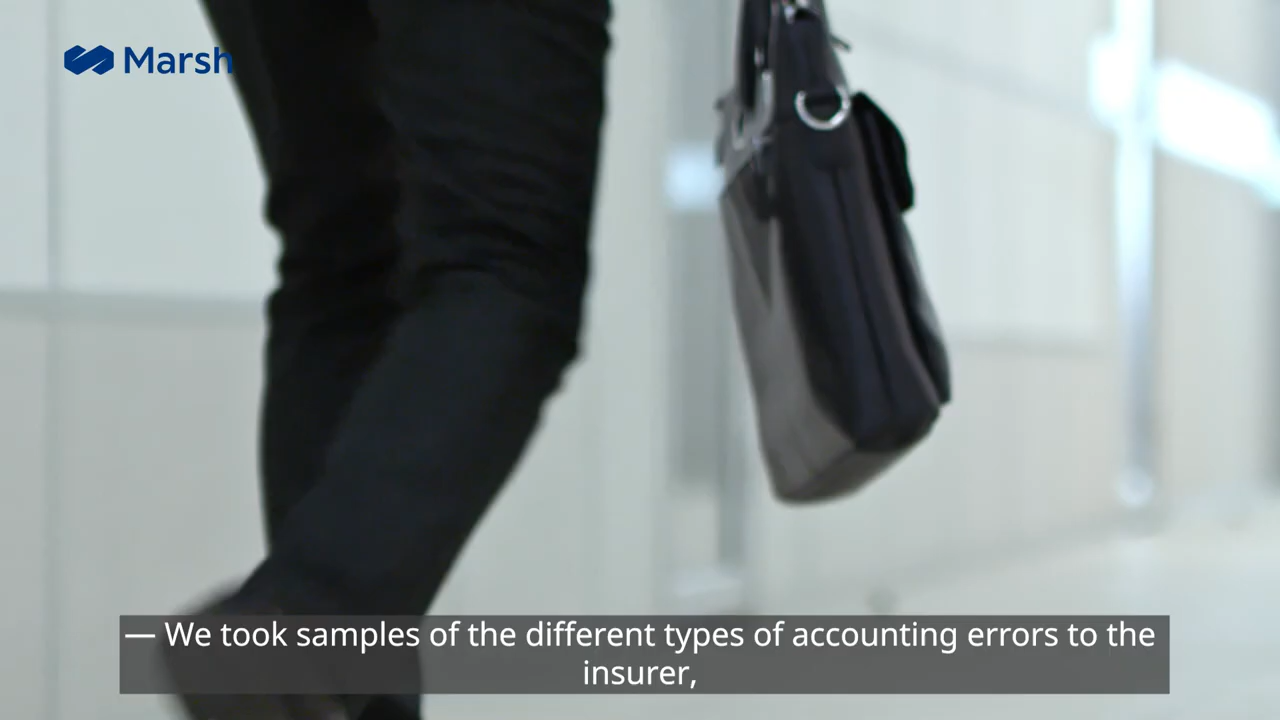 Marsh
— We took samples of the different types of accounting errors to the
insurer,